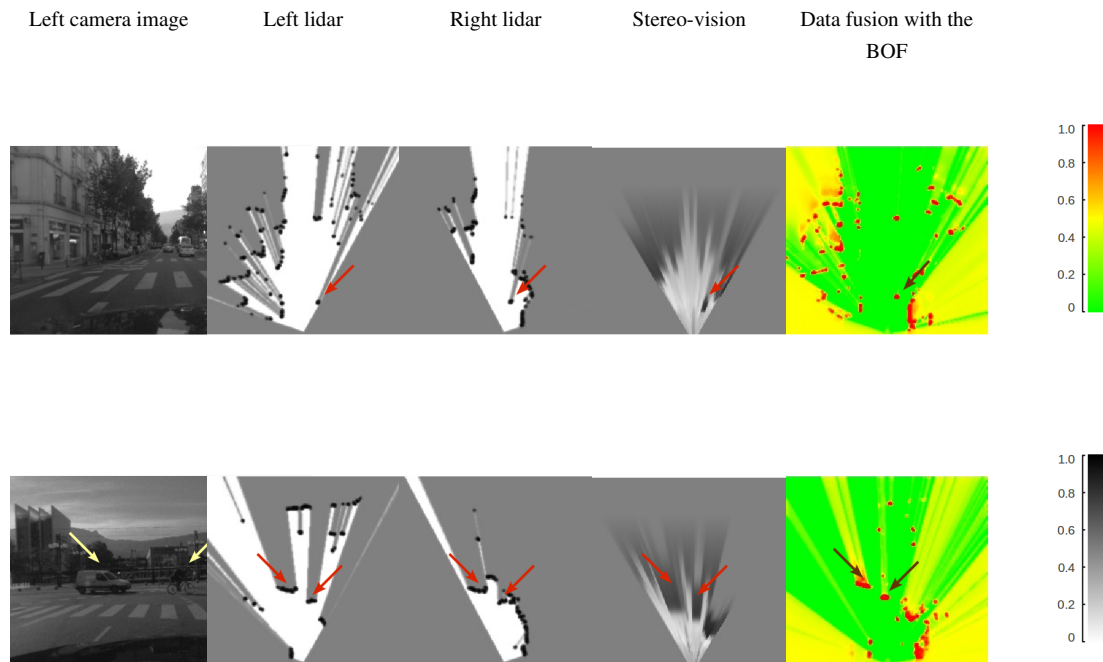 Left camera image
Left lidar
Right lidar
Stereo-vision
Data fusion with the
BOF
1.0
0.8
0.6
0.4
0.2
0
1.0
0.8
0.6
0.4
0.2
0